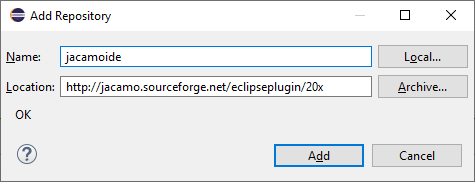 Add Repository
Name: jacamoide Local...
Location: http://jacamo.sourceforge.net/eclipseplugin/20x Archive...
OK
? Add Cancel